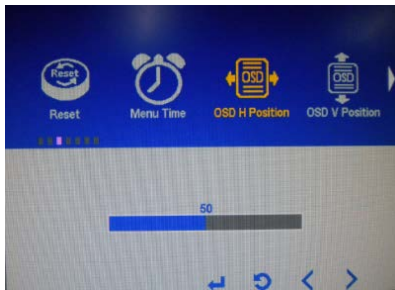 Reset
Reset
Menu Time
OSD
OSD H Position
OSD
OSD V Position
50